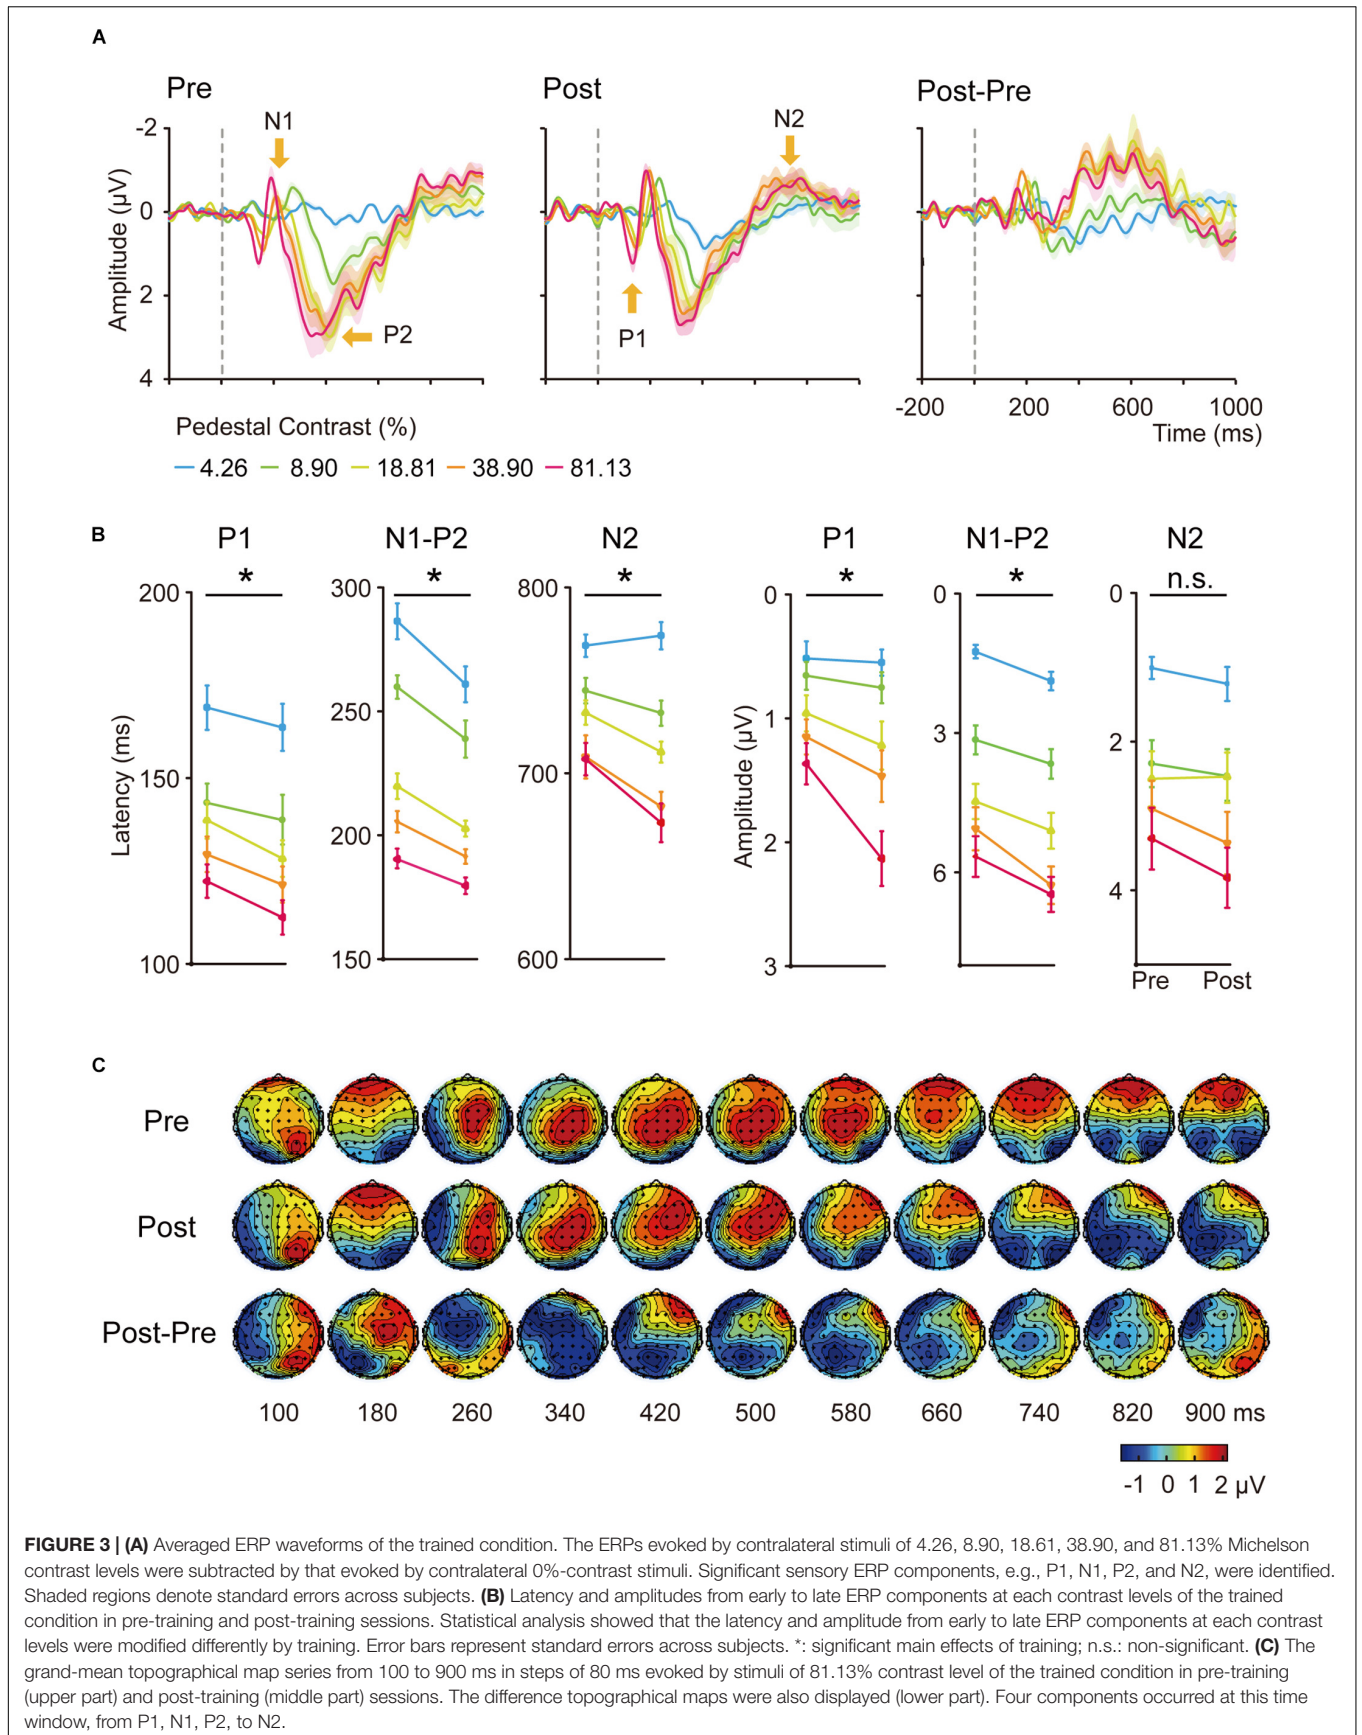 A
Pre
Post
Post-Pre
N1
N2
P2
P1
-2
0
2
4
Amplitude (µV)
-200
200
600
1000
Time (ms)
Pedestal Contrast (%)
4.26
8.90
18.81
38.90
81.13
B
P1
N1-P2
N2
P1
N1-P2
N2
*
*
*
*
*
n.s.
Latency (ms)
200
150
100
300
250
200
150
800
700
600
Amplitude (µV)
0
1
2
3
0
3
6
0
2
4
Pre
Post
C
Pre
Post
Post-Pre
100 180 260 340 420 500 580 660 740 820 900 ms
-1 0 1 2 µV
FIGURE 3 | (A) Averaged ERP waveforms of the trained condition. The ERPs evoked by contralateral stimuli of 4.26, 8.90, 18.61, 38.90, and 81.13% Michelson
contrast levels were subtracted by that evoked by contralateral 0%-contrast stimuli. Significant sensory ERP components, e.g., P1, N1, P2, and N2, were identified.
Shaded regions denote standard errors across subjects. (B) Latency and amplitudes from early to late ERP components at each contrast levels of the trained
condition in pre-training and post-training sessions. Statistical analysis showed that the latency and amplitude from early to late ERP components at each contrast
levels were modified differently by training. Error bars represent standard errors across subjects. *: significant main effects of training; n.s.: non-significant. (C) The
grand-mean topographical map series from 100 to 900 ms in steps of 80 ms evoked by stimuli of 81.13% contrast level of the trained condition in pre-training
(upper part) and post-training (middle part) sessions. The difference topographical maps were also displayed (lower part). Four components occurred at this time
window, from P1, N1, P2, to N2.